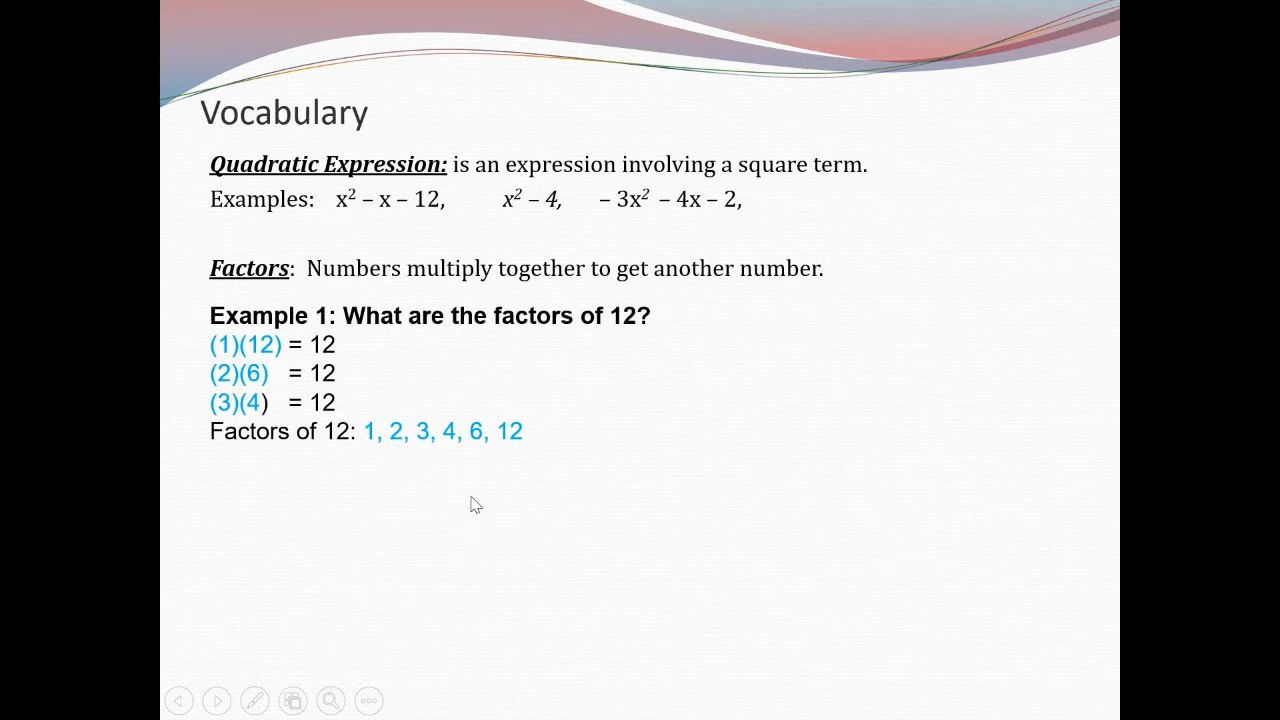 Vocabulary
Quadratic Expression: is an expression involving a square term.
Examples: x² – x – 12, x² – 4, – 3x² – 4x – 2,
Factors: Numbers multiply together to get another number.
Example 1: What are the factors of 12?
(1)(12) = 12
(2)(6) = 12
(3)(4) = 12
Factors of 12: 1, 2, 3, 4, 6, 12